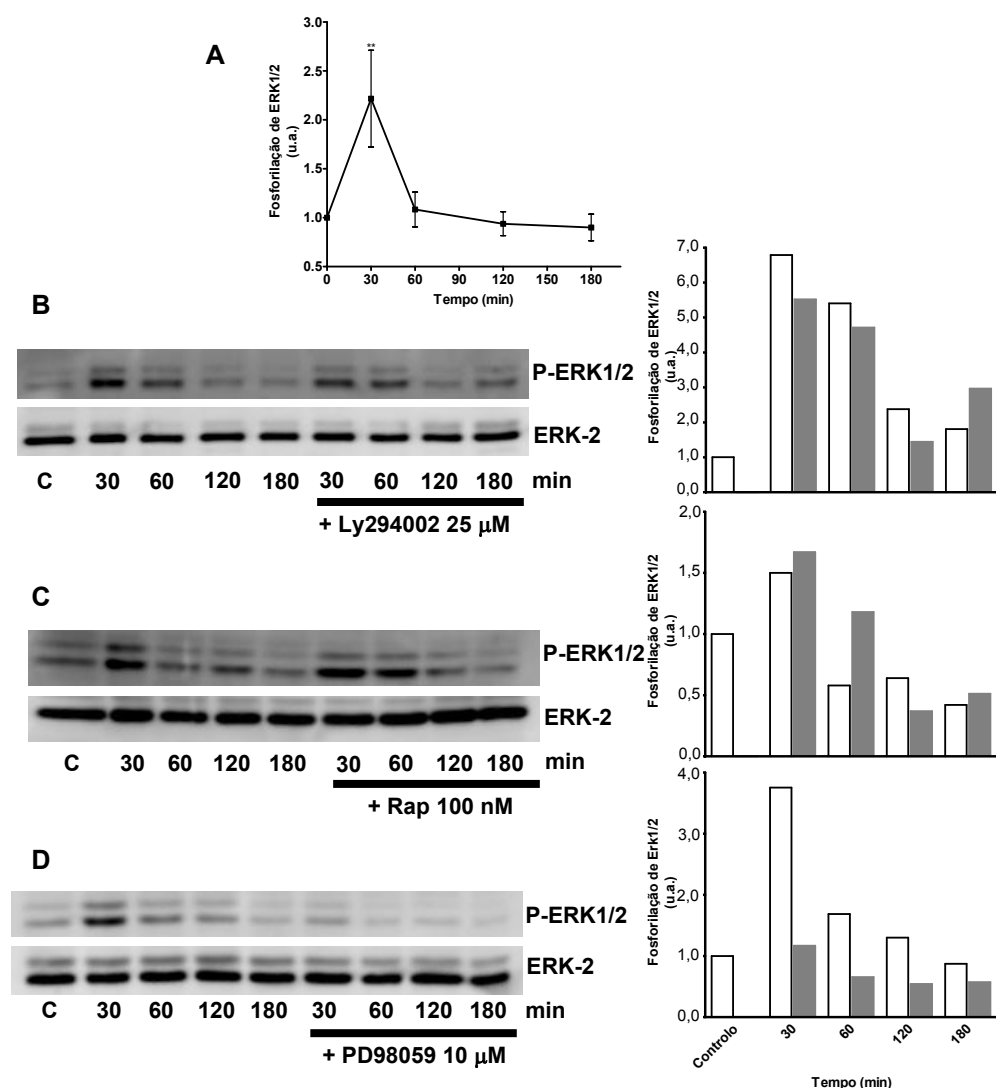 A
Fosforilação de ERK1/2
(u.a.)
3.0
2.5
2.0
1.5
1.0
0.5
**
0 30 60 90 120 150 180
Tempo (min)
B
P-ERK1/2
ERK-2
C 30 60 120 180 30 60 120 180 min
+ Ly294002 25 μM
Fosforilação de ERK1/2
(u.a.)
7,0
6,0
5,0
3,0
2,0
1,0
0,0
C
P-ERK1/2
ERK-2
C 30 60 120 180 30 60 120 180 min
+ Rap 100 nM
Fosforilação de ERK1/2
(u.a.)
2,0
1,5
1,0
0,5
0,0
D
P-ERK1/2
ERK-2
C 30 60 120 180 30 60 120 180 min
+ PD98059 10 μM
Fosforilação de Erk1/2
(u.a.)
4,0
3,0
2,0
1,0
0,0
Controlo 30 60 120 180
Tempo (min)